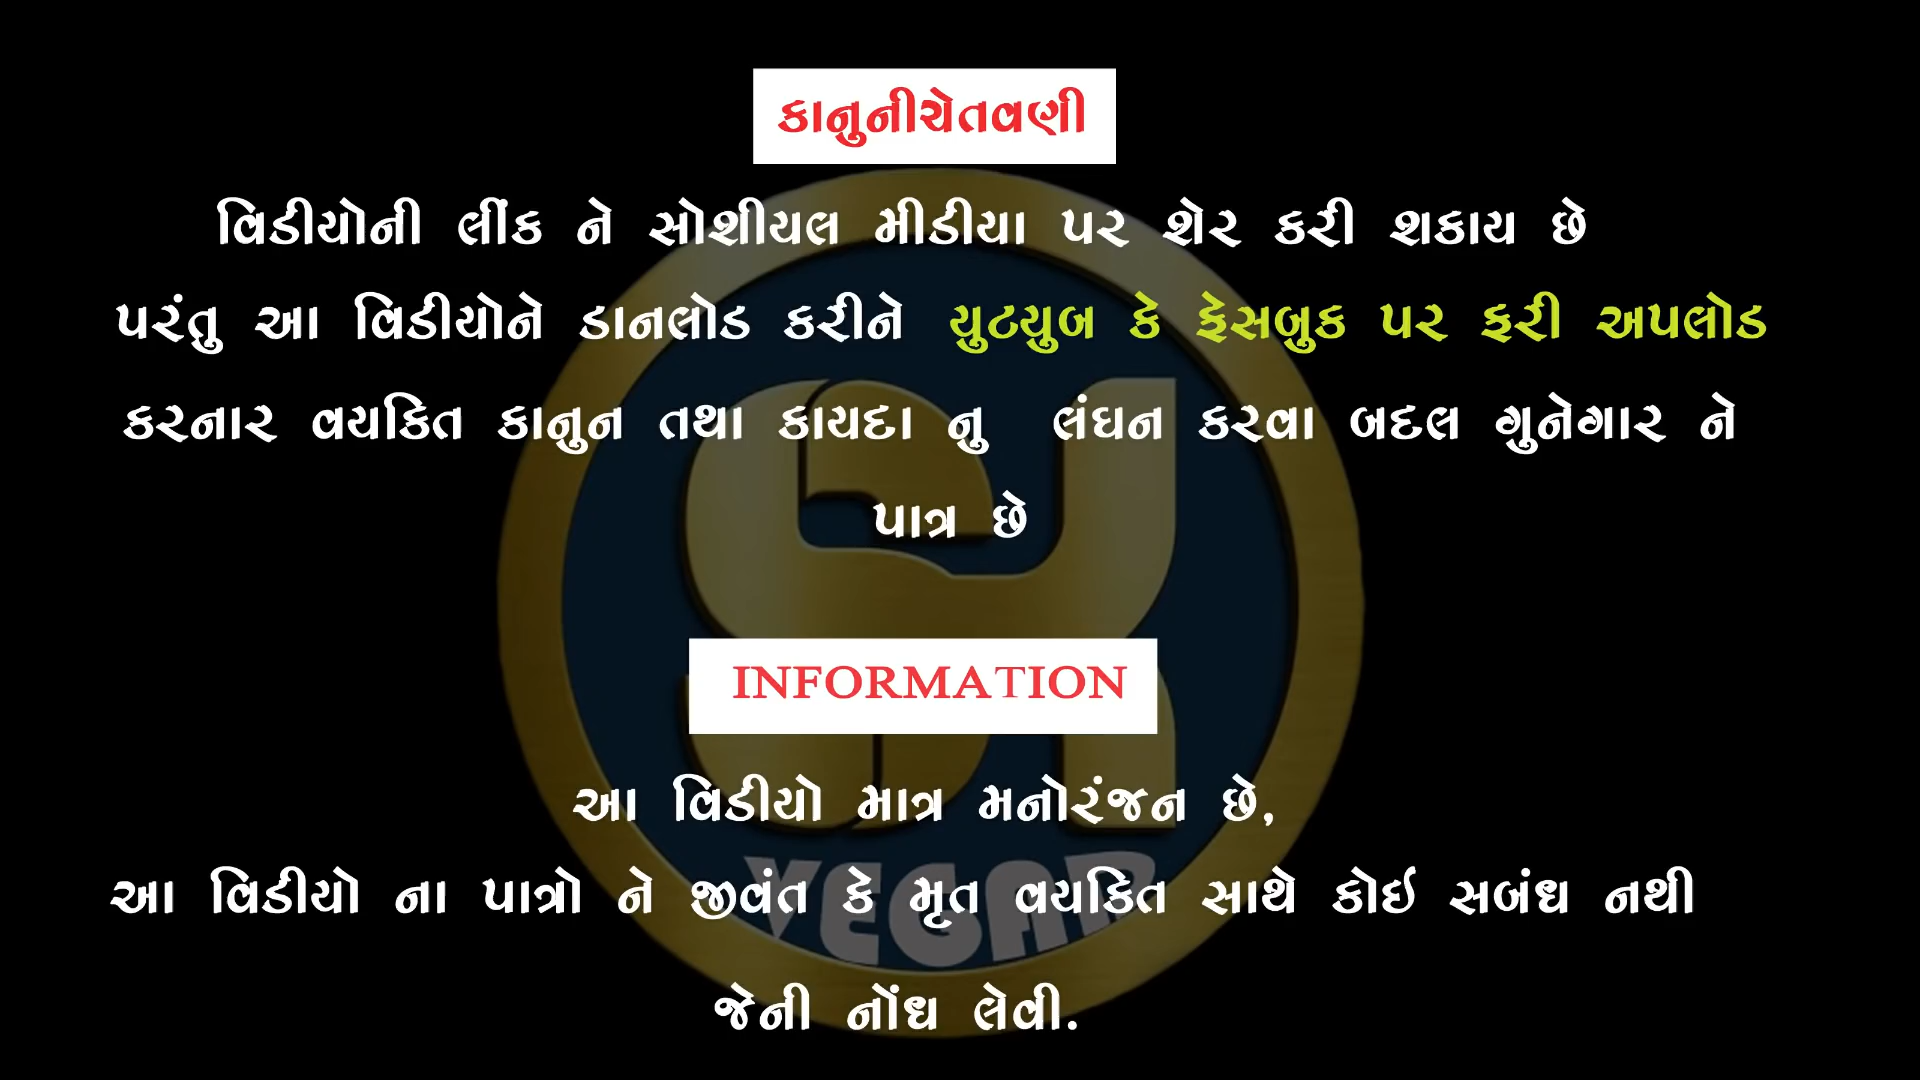 કાનુનીચેતવણી
વિડીયોની લીંક ને સોશીયલ મીડીયા પર શેર કરી શકાય છે
પરંતુ આ વિડીયોને ડાનલોડ કરીને યુટયુબ કે ફેસબુક પર ફરી અપલોડ
કરનાર વયકિત કાનુન તથા કાયદા નુ લંઘન કરવા બદલ ગુનેગાર ને
પાત્ર છે
INFORMATION
આ વિડીયો માત્ર મનોરંજન છે,
YEGAR
આ વિડીયો ના પાત્રો ને જીવંત કે મૃત વયકિત સાથે કોઇ સબંધ નથી
જેની નોંધ લેવી.